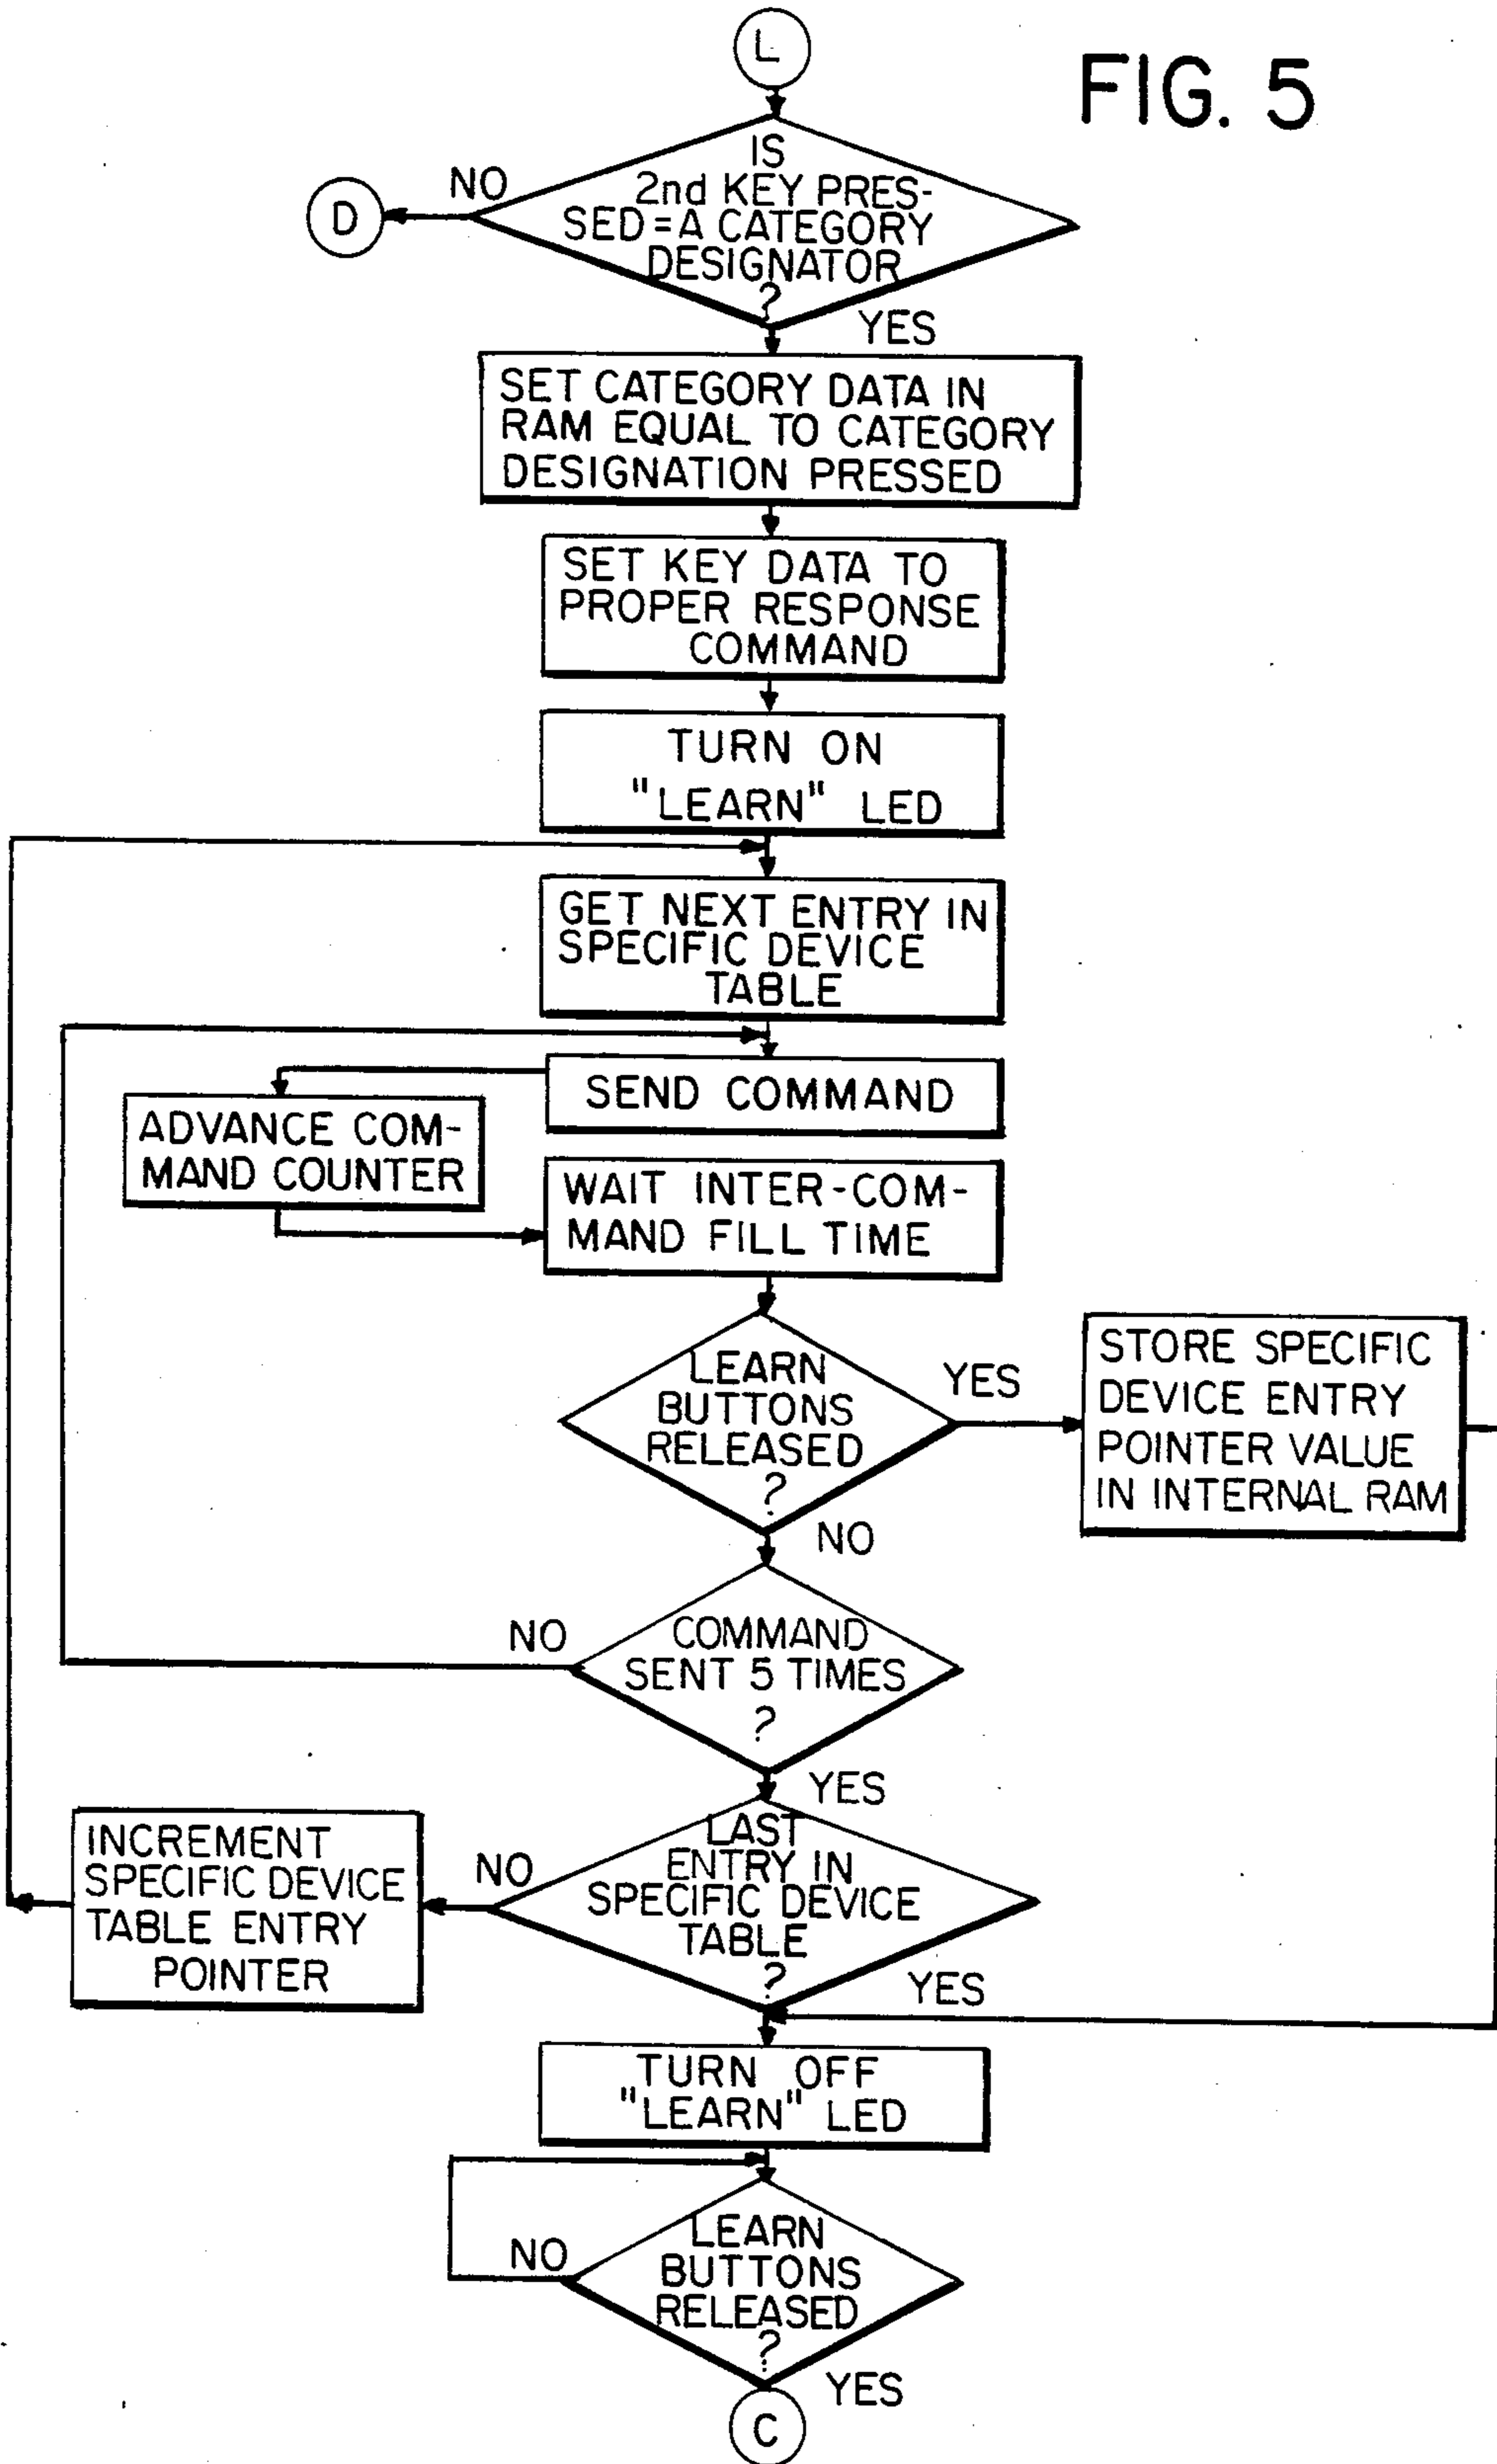 L
FIG. 5
IS
2nd KEY PRES-
SED = A CATEGORY
DESIGNATOR
?
NO
D
YES
SET CATEGORY DATA IN
RAM EQUAL TO CATEGORY
DESIGNATION PRESSED
SET KEY DATA TO
PROPER RESPONSE
COMMAND
TURN ON
"LEARN" LED
GET NEXT ENTRY IN
SPECIFIC DEVICE
TABLE
SEND COMMAND
ADVANCE COM-
MAND COUNTER
WAIT INTER-COM-
MAND FILL TIME
LEARN
BUTTONS
RELEASED
?
YES
STORE SPECIFIC
DEVICE ENTRY
POINTER VALUE
IN INTERNAL RAM
NO
COMMAND
SENT 5 TIMES
?
NO
YES
LAST
ENTRY IN
SPECIFIC DEVICE
TABLE
?
NO
INCREMENT
SPECIFIC DEVICE
TABLE ENTRY
POINTER
YES
TURN OFF
"LEARN" LED
LEARN
BUTTONS
RELEASED
?
NO
YES
C